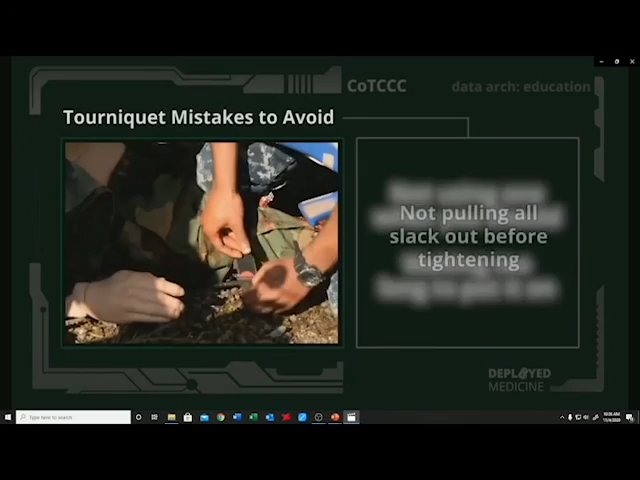 CoTCCC
data arch: education
Tourniquet Mistakes to Avoid
Not pulling all
slack out before
tightening
DEPLOYED
MEDICINE
Type here to search